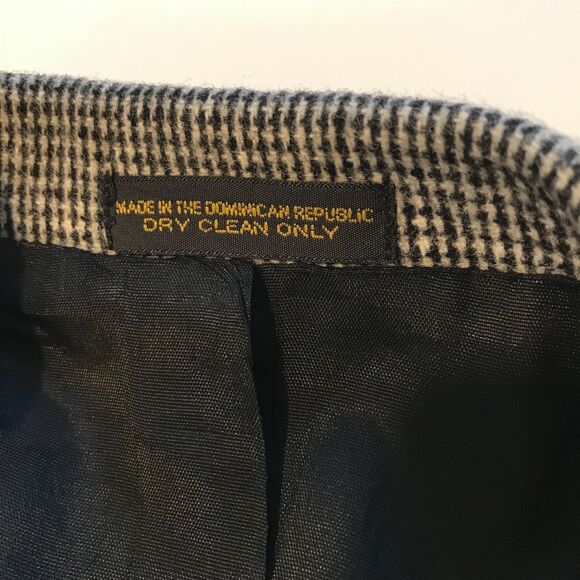 MADE IN THE DOMINICAN REPUBLIC
DRY CLEAN ONLY